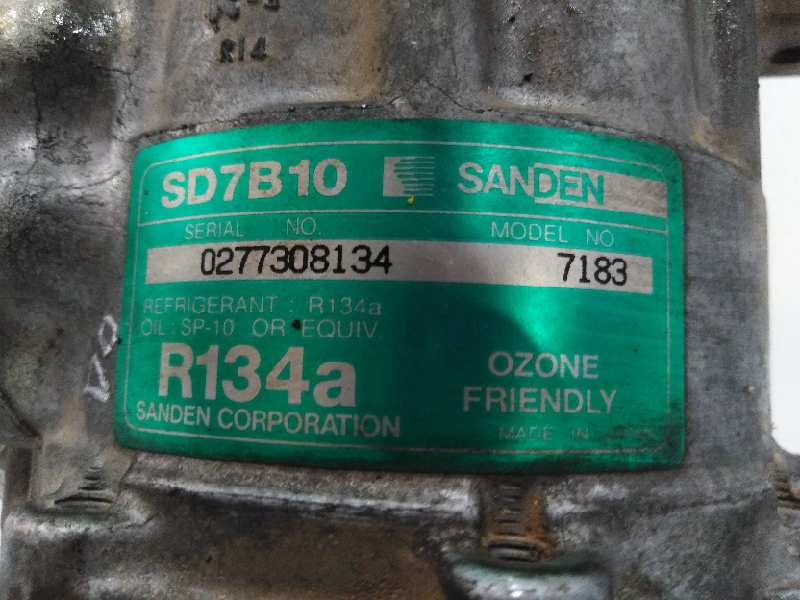 R14
SD7B10 SANDEN
SERIAL NO. MODEL NO.
0277308134 7183
REFRIGERANT : R134a
OIL : SP-10 OR EQUIV.
R134a OZONE
FRIENDLY
SANDEN CORPORATION MADE IN